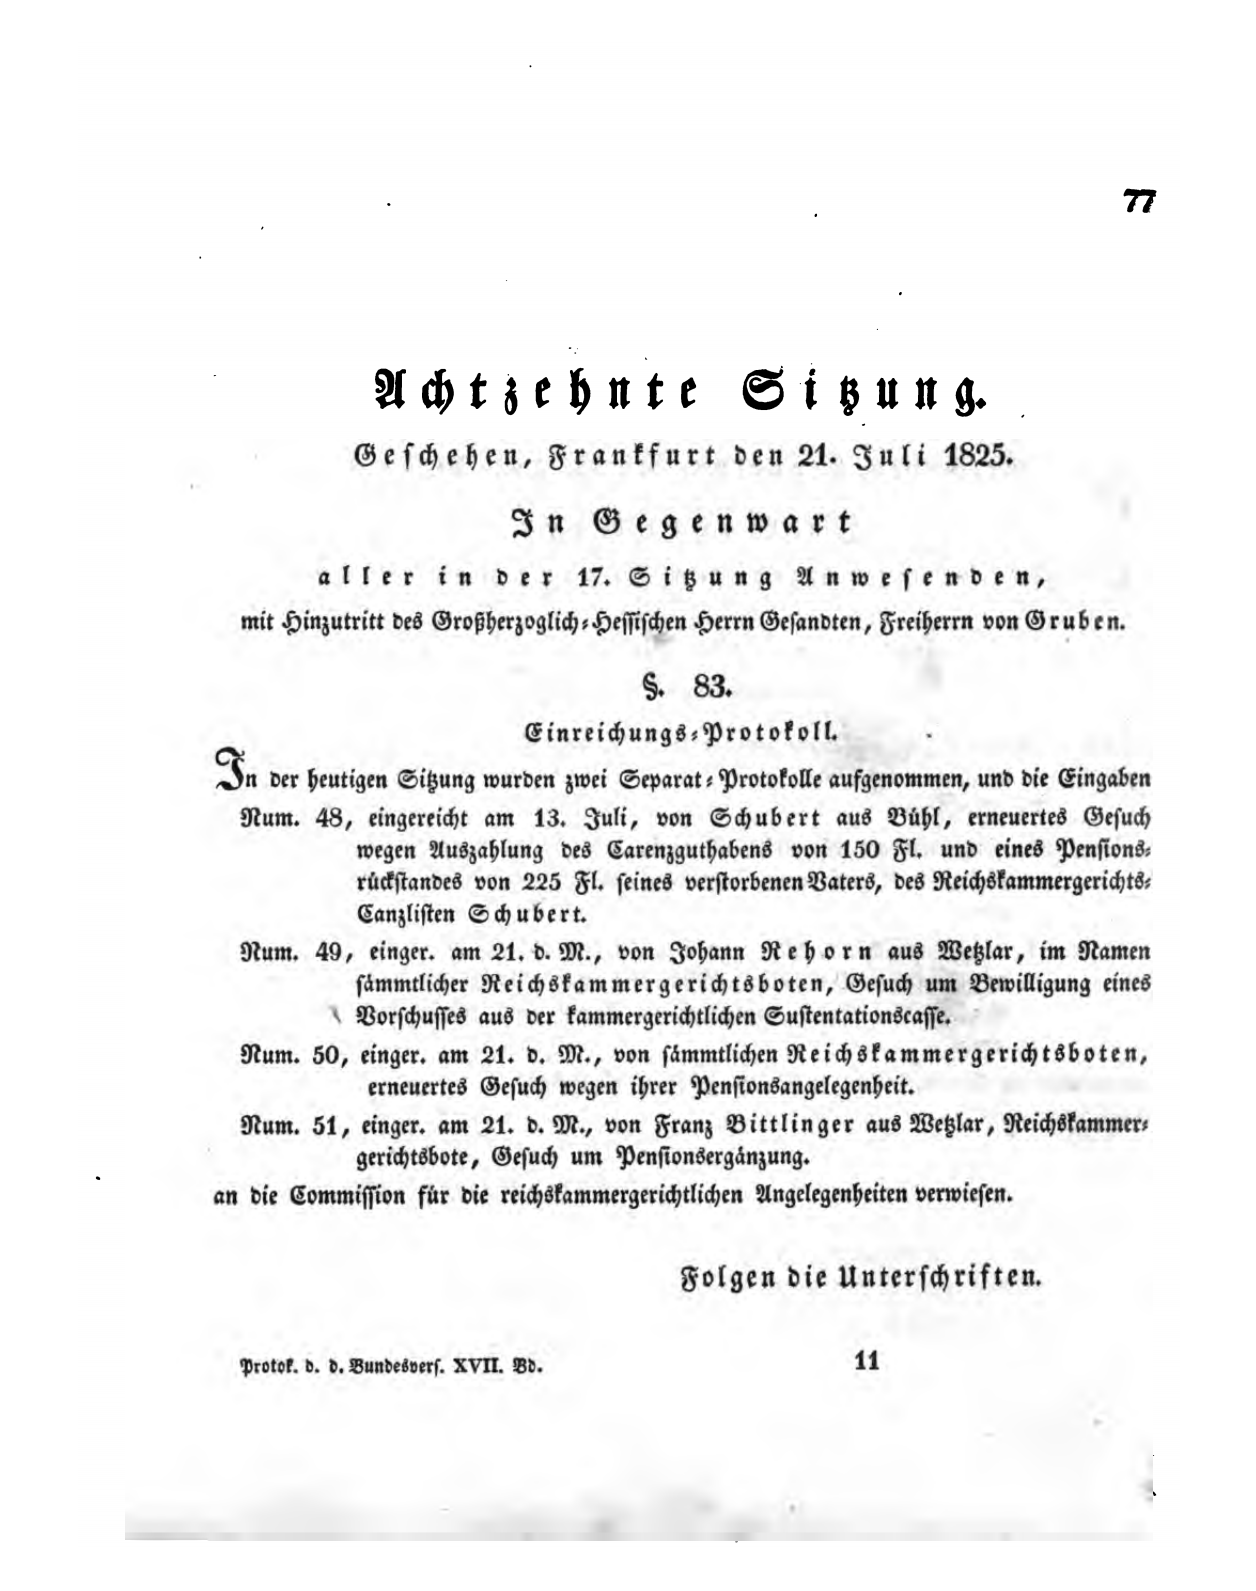 77
Achtzehnte Sitzung.
Geschehen, Frankfurt den 21. Juli 1825.
In Gegenwart
aller in der 17. Sitzung Anwesenden,
mit Hinzutritt des Großherzoglich-Hessischen Herrn Gesandten, Freiherrn von Gruben.
§. 83.
Einreichungs-Protokoll.
In der heutigen Sitzung wurden zwei Separat-Protokolle aufgenommen, und die Eingaben
Num. 48, eingereicht am 13. Juli, von Schubert aus Bühl, erneuertes Gesuch
wegen Auszahlung des Carenzguthabens von 150 Fl. und eines Pensions-
rückstandes von 225 Fl. seines verstorbenen Vaters, des Reichskammergerichts-
Canzlisten Schubert.
Num. 49, einger. am 21. d. M., von Johann Rehorn aus Wetzlar, im Namen
sämmtlicher Reichskammergerichtsboten, Gesuch um Bewilligung eines
Vorschusses aus der kammergerichtlichen Sustentationscasse.
Num. 50, einger. am 21. d. M., von sämmtlichen Reichskammergerichtsboten,
erneuertes Gesuch wegen ihrer Pensionsangelegenheit.
Num. 51, einger. am 21. d. M., von Franz Bittlinger aus Wetzlar, Reichskammer-
gerichtsbote, Gesuch um Pensionsergänzung.
an die Commission für die reichskammergerichtlichen Angelegenheiten verwiesen.
Folgen die Unterschriften.
Protok. d. d. Bundesvers. XVII. Bd. 11